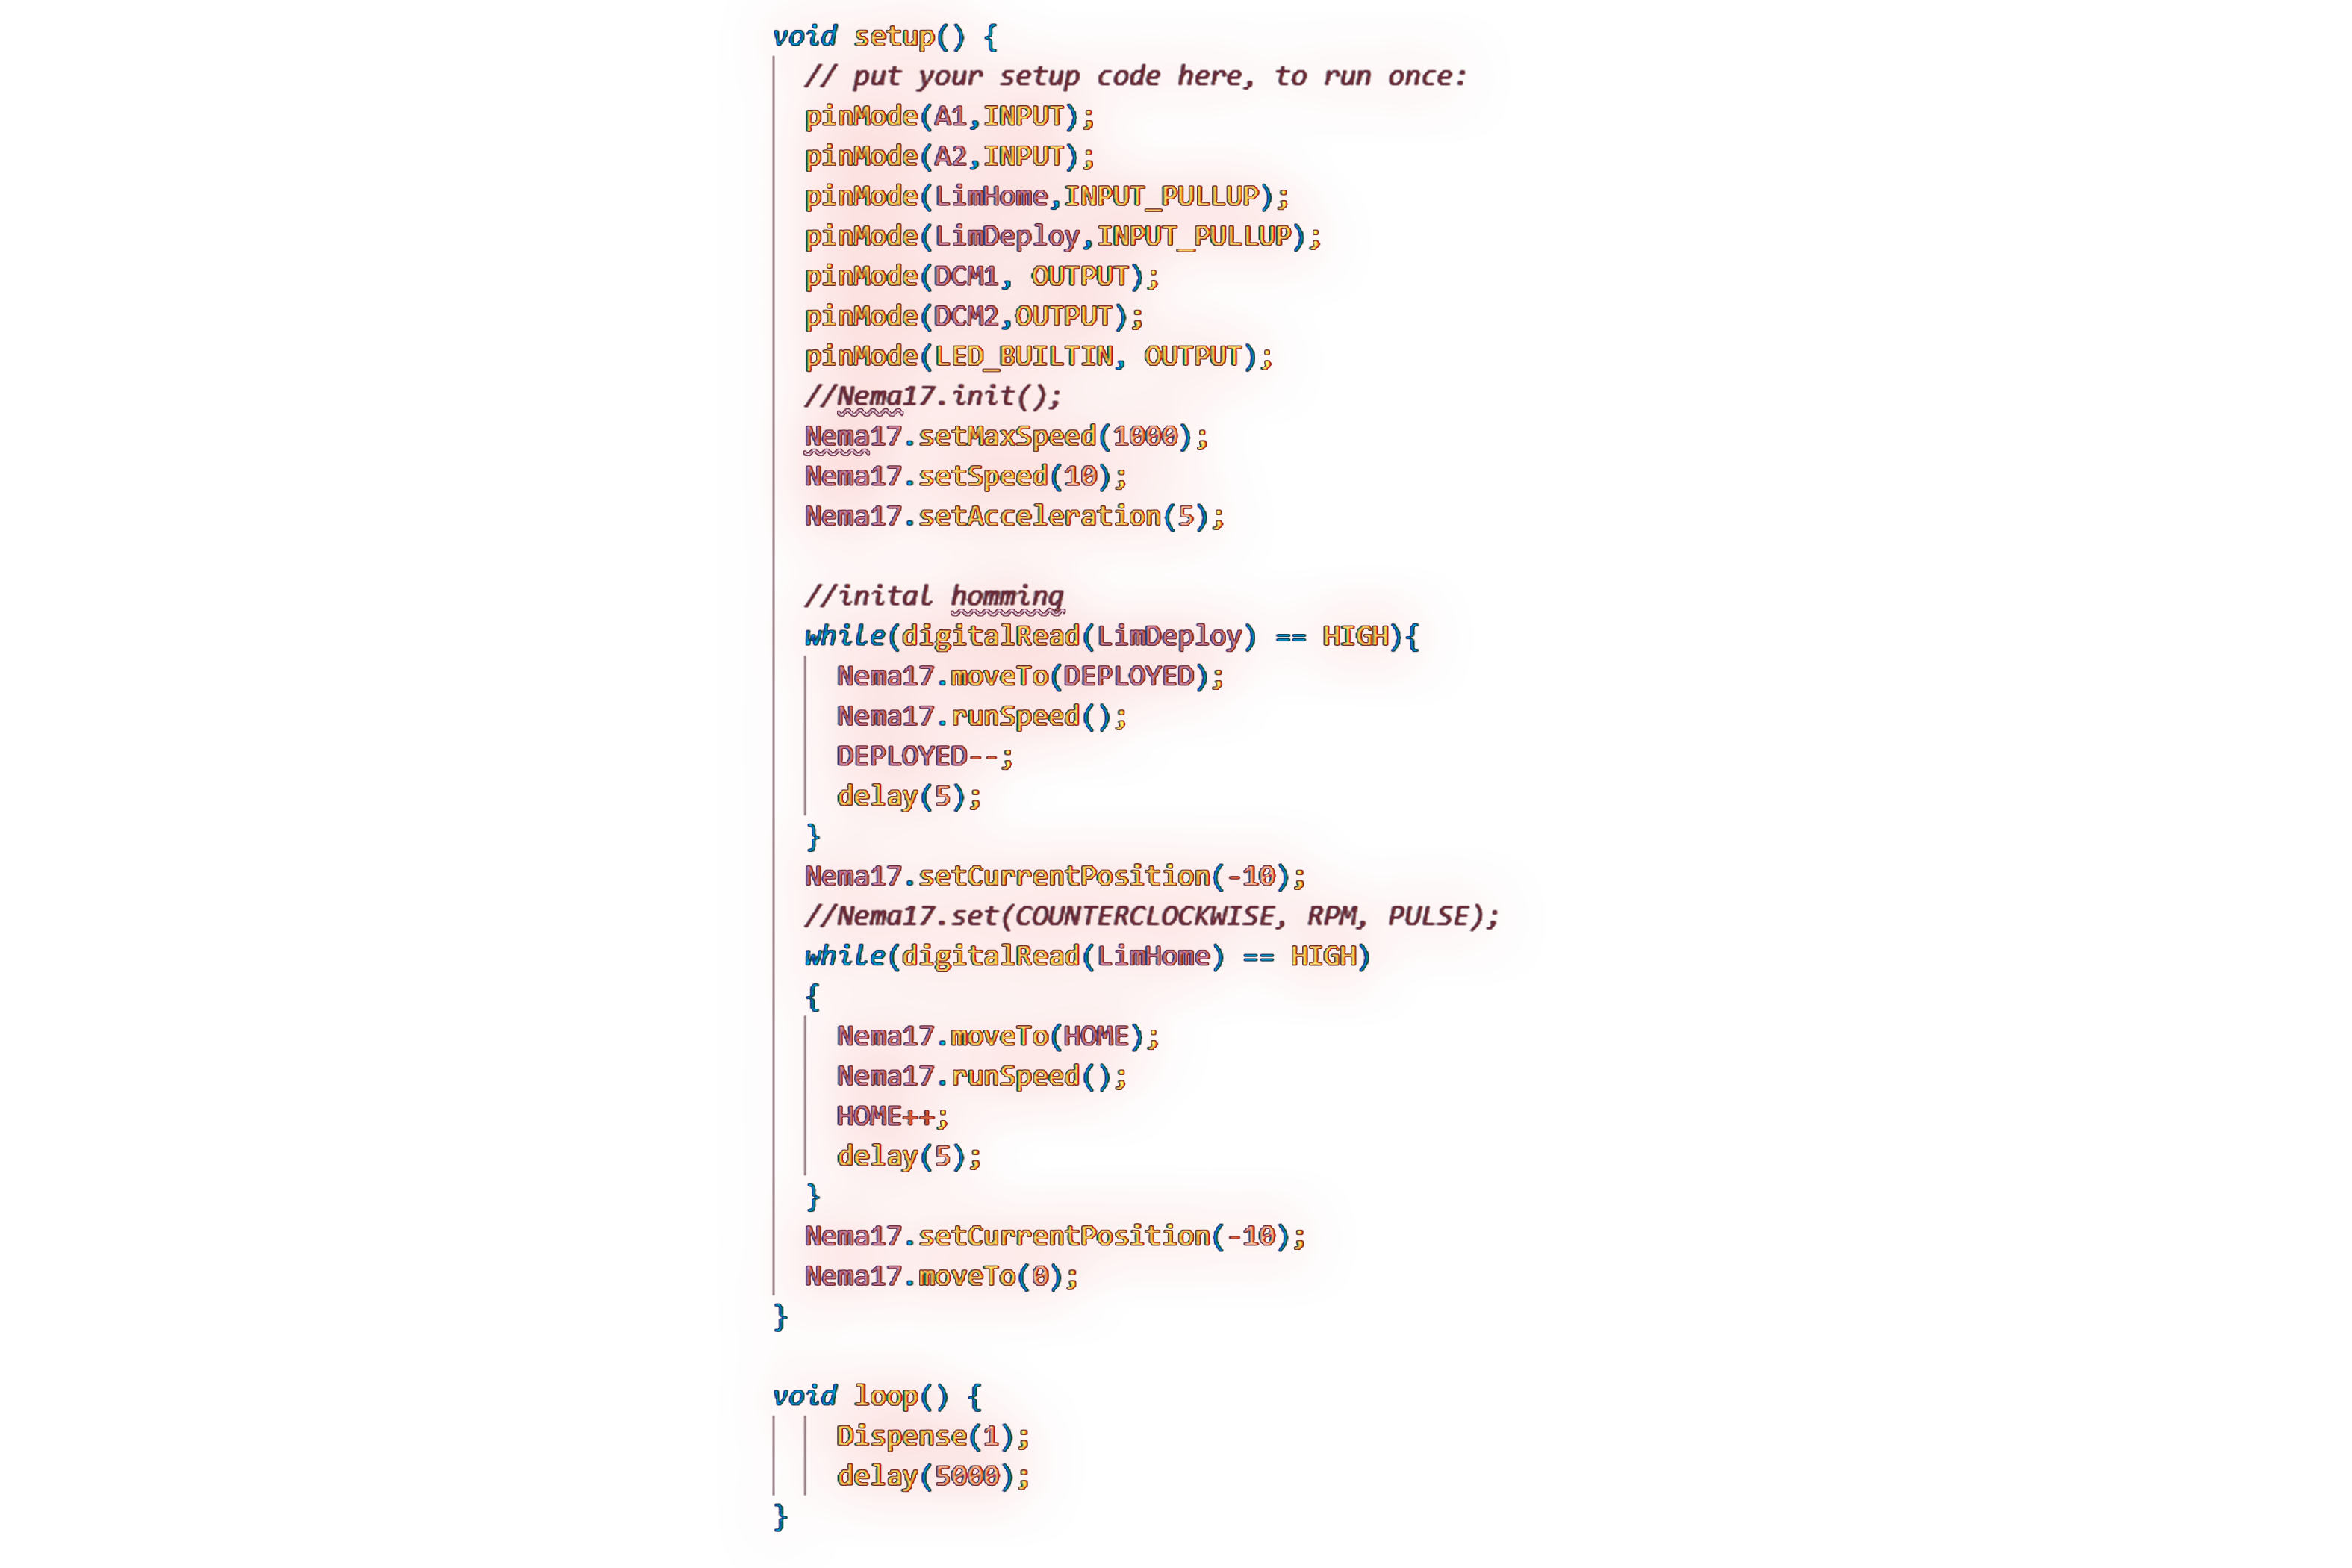 void setup() {
// put your setup code here, to run once:
pinMode(A1,INPUT);
pinMode(A2,INPUT);
pinMode(LimHome,INPUT_PULLUP);
pinMode(LimDeploy,INPUT_PULLUP);
pinMode(DCM1, OUTPUT);
pinMode(DCM2,OUTPUT);
pinMode(LED_BUILTIN, OUTPUT);
//Nema17.init();
Nema17.setMaxSpeed(1000);
Nema17.setSpeed(10);
Nema17.setAcceleration(5);
//inital homming
while(digitalRead(LimDeploy) == HIGH){
Nema17.moveTo(DEPLOYED);
Nema17.runSpeed();
DEPLOYED--;
delay(5);
}
Nema17.setCurrentPosition(-10);
//Nema17.set(COUNTERCLOCKWISE, RPM, PULSE);
while(digitalRead(LimHome) == HIGH)
{
Nema17.moveTo(HOME);
Nema17.runSpeed();
HOME++;
delay(5);
}
Nema17.setCurrentPosition(-10);
Nema17.moveTo(0);
}
void loop() {
Dispense(1);
delay(5000);
}